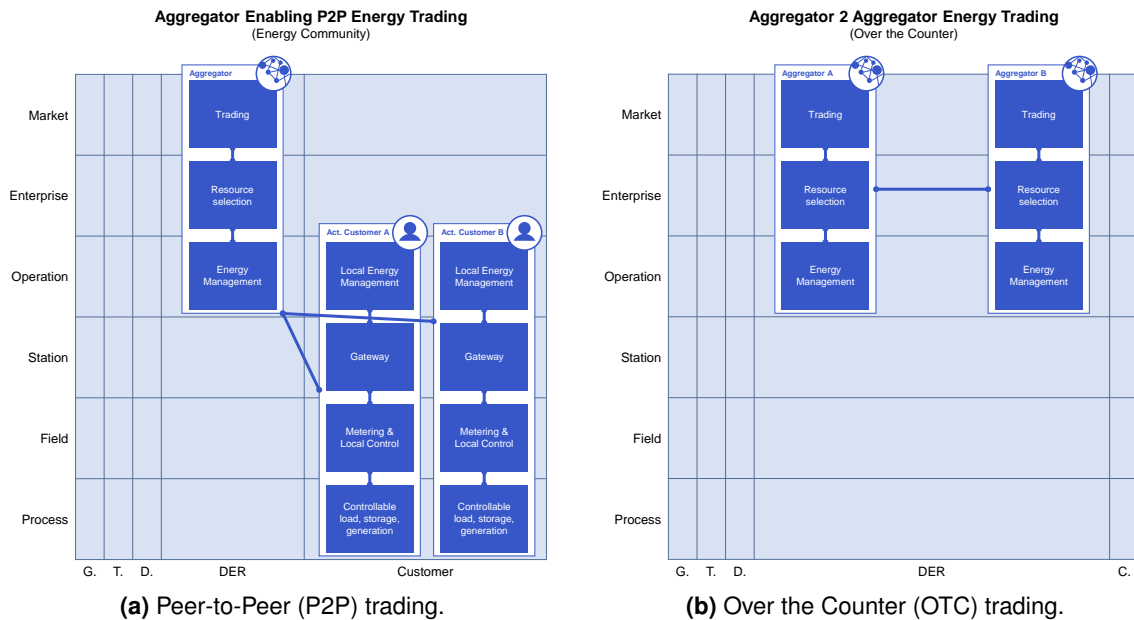 Aggregator Enabling P2P Energy Trading
(Energy Community)
Aggregator
Trading
Resource
selection
Energy
Management
Act. Customer A
Local Energy
Management
Gateway
Metering &
Local Control
Controllable
load, storage,
generation
Act. Customer B
Local Energy
Management
Gateway
Metering &
Local Control
Controllable
load, storage,
generation
Market
Enterprise
Operation
Station
Field
Process
G.
T.
D.
DER
Customer
(a) Peer-to-Peer (P2P) trading.
Aggregator 2 Aggregator Energy Trading
(Over the Counter)
Aggregator A
Trading
Resource
selection
Energy
Management
Aggregator B
Trading
Resource
selection
Energy
Management
Market
Enterprise
Operation
Station
Field
Process
G.
T.
D.
DER
C.
(b) Over the Counter (OTC) trading.